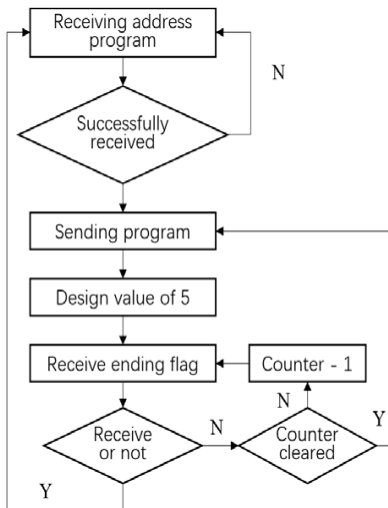 Receiving address
program
N
Successfully
received
Sending program
Design value of 5
Receive ending flag
Counter - 1
N
Receive
or not
N
Counter
cleared
Y
Y